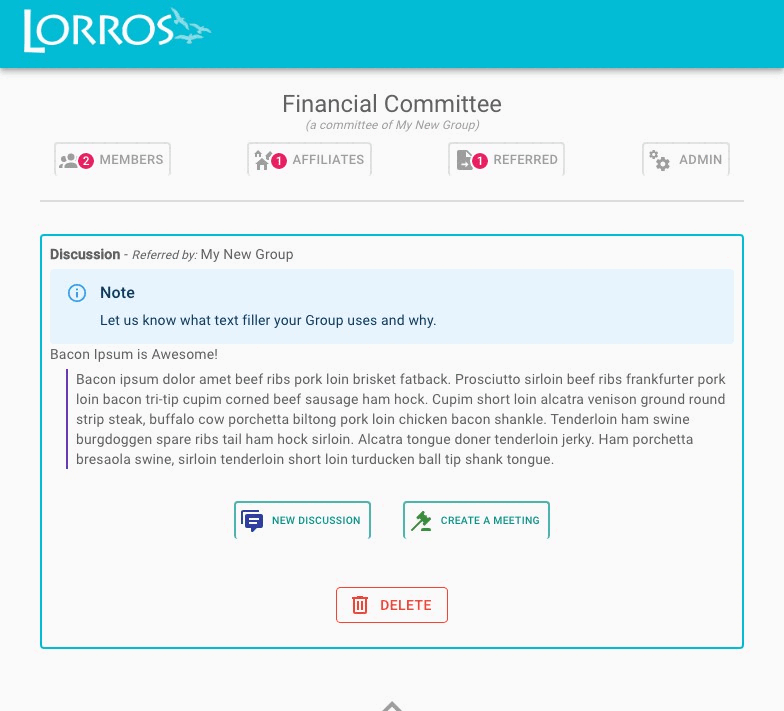 LORROS
Financial Committee
(a committee of My New Group)
2 MEMBERS
1 AFFILIATES
1 REFERRED
ADMIN
Discussion - Referred by: My New Group
Note
Let us know what text filler your Group uses and why.
Bacon Ipsum is Awesome!
Bacon ipsum dolor amet beef ribs pork loin brisket fatback. Prosciutto sirloin beef ribs frankfurter pork
loin bacon tri-tip cupim corned beef sausage ham hock. Cupim short loin alcatra venison ground round
strip steak, buffalo cow porchetta biltong pork loin chicken bacon shankle. Tenderloin ham swine
burgdoggen spare ribs tail ham hock sirloin. Alcatra tongue doner tenderloin jerky. Ham porchetta
bresaola swine, sirloin tenderloin short loin turducken ball tip shank tongue.
NEW DISCUSSION
CREATE A MEETING
DELETE